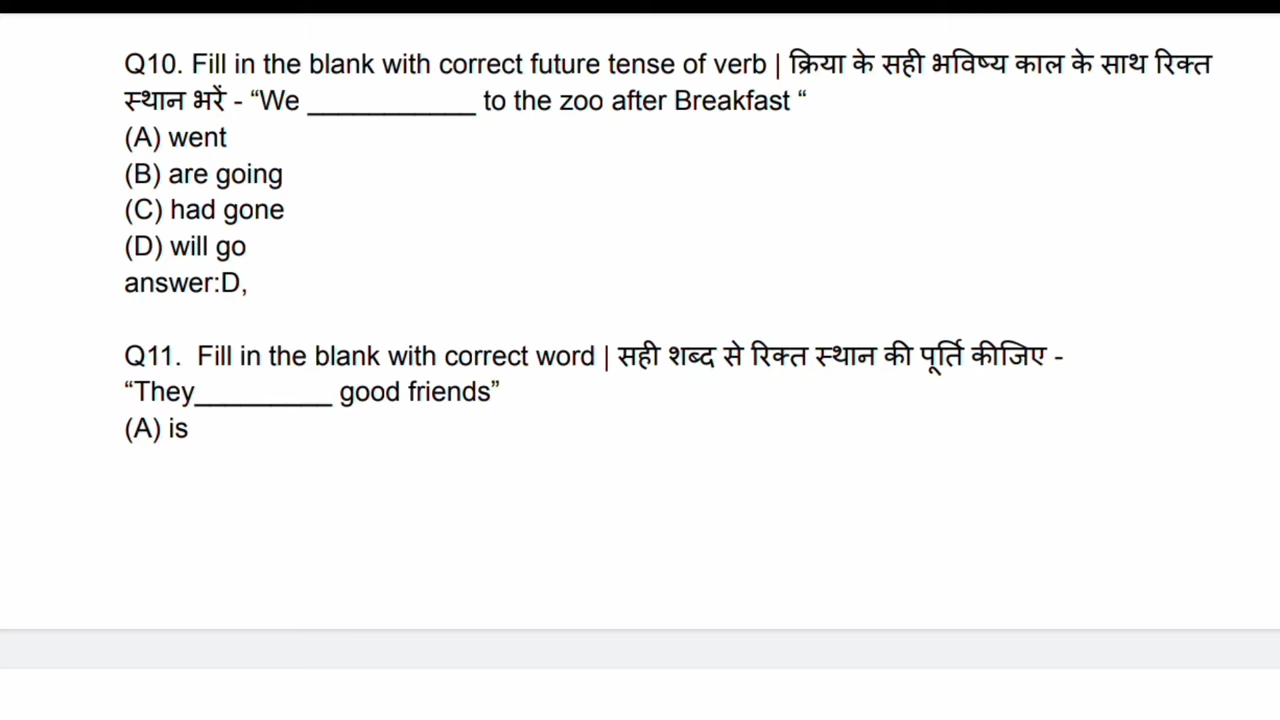 Q10. Fill in the blank with correct future tense of verb | क्रिया के सही भविष्य काल के साथ रिक्त
स्थान भरें - “We ___________ to the zoo after Breakfast “
(A) went
(B) are going
(C) had gone
(D) will go
answer:D,
Q11.  Fill in the blank with correct word | सही शब्द से रिक्त स्थान की पूर्ति कीजिए -
“They_________ good friends”
(A) is